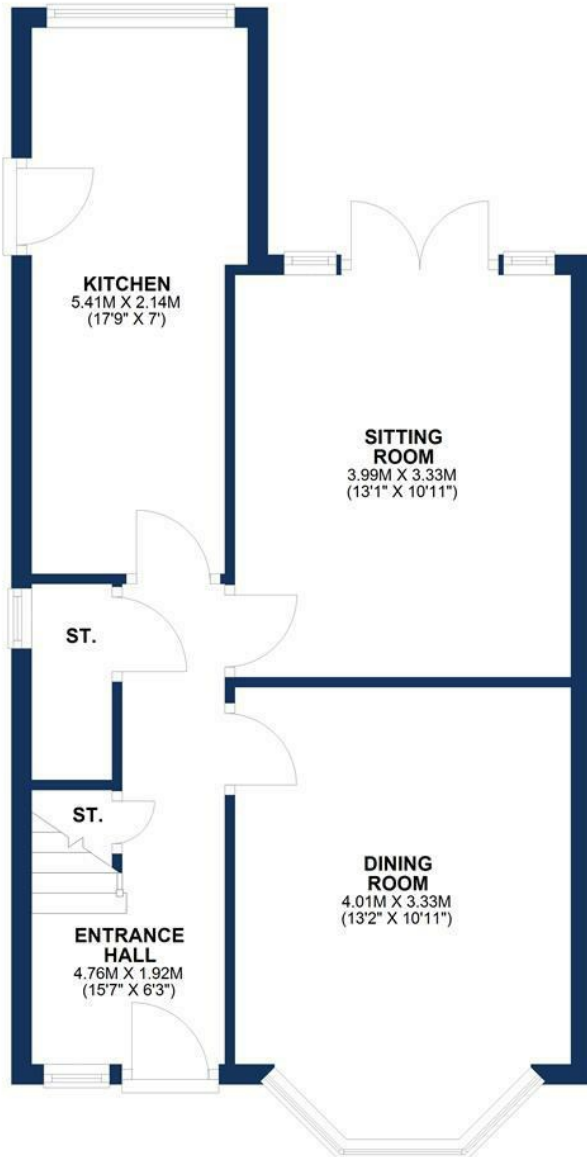 KITCHEN
5.41M X 2.14M
(17'9" X 7')
SITTING
ROOM
3.99M X 3.33M
(13'1" X 10'11")
ST.
ST.
DINING
ROOM
4.01M X 3.33M
(13'2" X 10'11")
ENTRANCE
HALL
4.76M X 1.92M
(15'7" X 6'3")